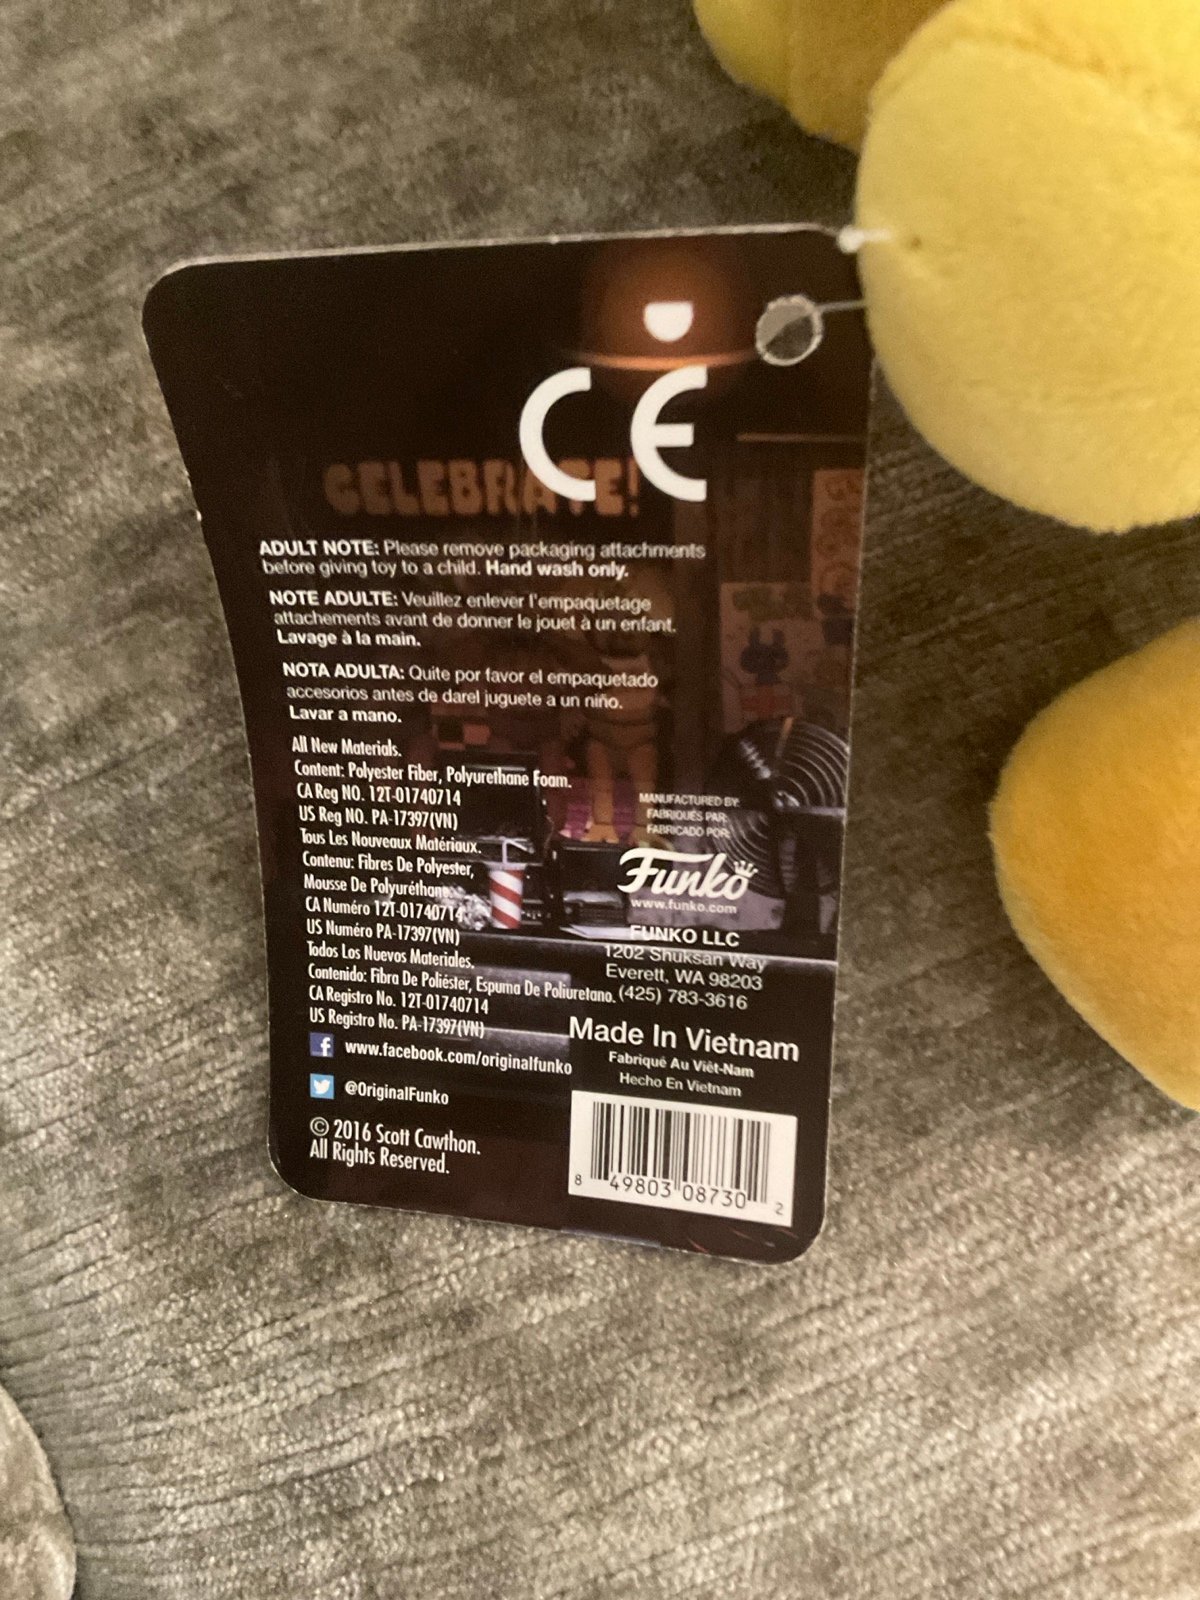 CE
CELEBRATE!
ADULT NOTE: Please remove packaging attachments
before giving toy to a child. Hand wash only.
NOTE ADULTE: Veuillez enlever l'empaquetage
attachements avant de donner le jouet à un enfant.
Lavage à la main.
NOTA ADULTA: Quite por favor el empaquetado
accesorios antes de darel juguete a un niño.
Lavar a mano.
All New Materials.
Content: Polyester Fiber, Polyurethane Foam.
CA Reg NO. 12T-01740714
US Reg NO. PA-17397(VN)
Tous Les Nouveaux Matériaux.
Contenu: Fibres De Polyester,
Mousse De Polyuréthane.
CA Numéro 12T-01740714
US Numéro PA-17397(VN)
Todos Los Nuevos Materiales.
Contenido: Fibra De Poliéster, Espuma De Poliuretano.
CA Registro No. 12T-01740714
US Registro No. PA-17397(VN)
www.facebook.com/originalfunko
@OriginalFunko
© 2016 Scott Cawthon.
All Rights Reserved.
MANUFACTURED BY:
FABRIQUÉS PAR:
FABRICADO POR:
Funko
www.funko.com
FUNKO LLC
1202 Shuksan Way
Everett, WA 98203
(425) 783-3616
Made In Vietnam
Fabriqué Au Viêt-Nam
Hecho En Vietnam
8 49803 08730 2